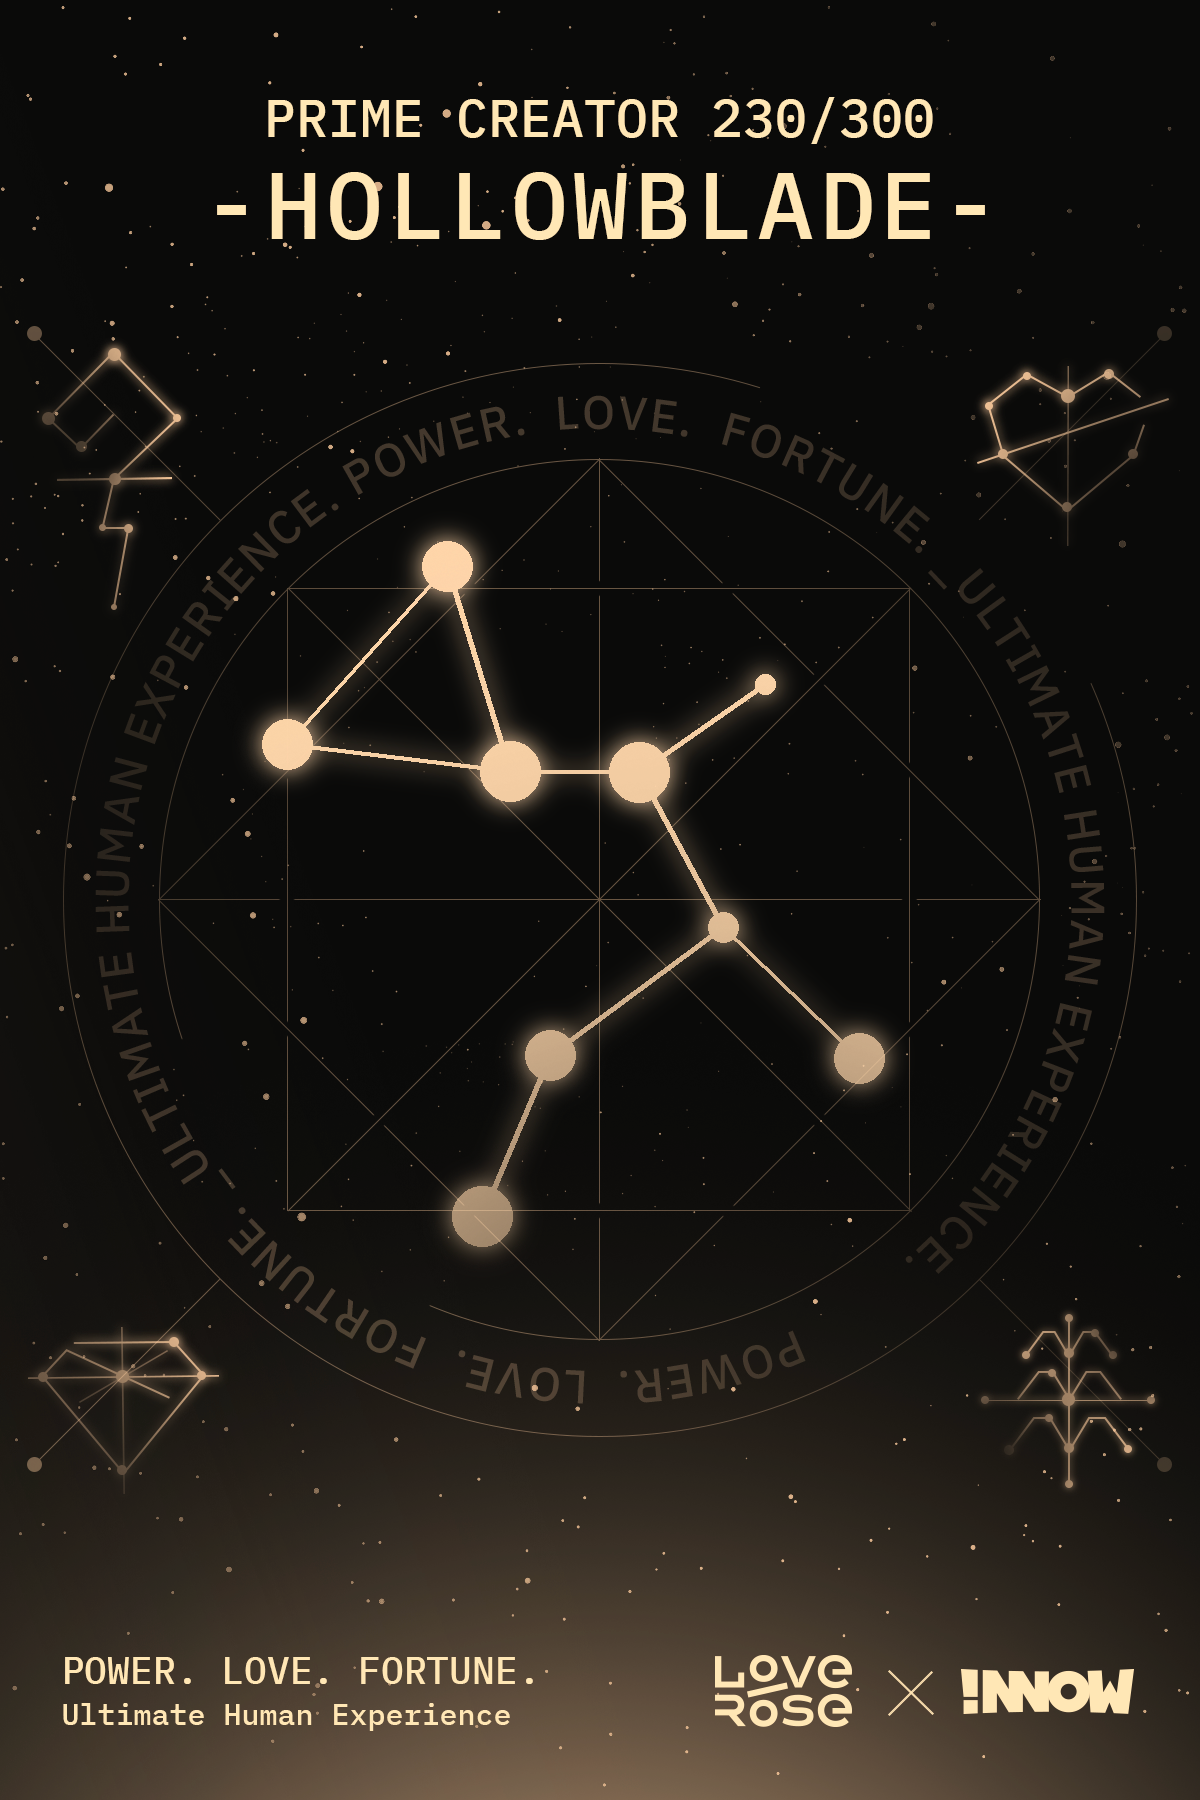 PRIME CREATOR 230/300
-HOLLOWBLADE-
POWER. LOVE. FORTUNE. – ULTIMATE HUMAN EXPERIENCE.
POWER. LOVE. FORTUNE. – ULTIMATE HUMAN EXPERIENCE.
POWER. LOVE. FORTUNE.
Ultimate Human Experience
LOVE
ROSE
!NNOW